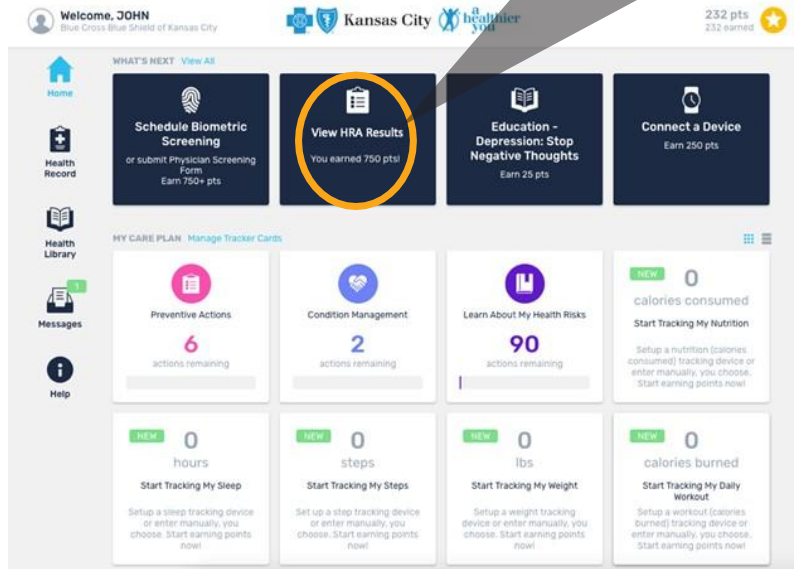 Welcome, JOHN
Blue Cross Blue Shield of Kansas City
Kansas City
a healthier you
232 pts
232 earned
WHAT'S NEXT View All
Home
Health Record
Health Library
1
Messages
Help
Schedule Biometric
Screening
or submit Physician Screening
Form
Earn 750+ pts
View HRA Results
You earned 750 pts!
Education -
Depression: Stop
Negative Thoughts
Earn 25 pts
Connect a Device
Earn 250 pts
MY CARE PLAN Manage Tracker Cards
Preventive Actions
6
actions remaining
Condition Management
2
actions remaining
Learn About My Health Risks
90
actions remaining
NEW 0
calories consumed
Start Tracking My Nutrition
Setup a nutrition (calories
consumed) tracking device or
enter manually, you choose.
Start earning points now!
NEW 0
hours
Start Tracking My Sleep
Setup a sleep tracking device
or enter manually, you
choose. Start earning points
now!
NEW 0
steps
Start Tracking My Steps
Set up a step tracking device
or enter manually, you
choose. Start earning points
now!
NEW 0
lbs
Start Tracking My Weight
Setup a weight tracking
device or enter manually, you
choose. Start earning points
now!
NEW 0
calories burned
Start Tracking My Daily
Workout
Setup a workout (calories
burned) tracking device or
enter manually, you choose.
Start earning points now!